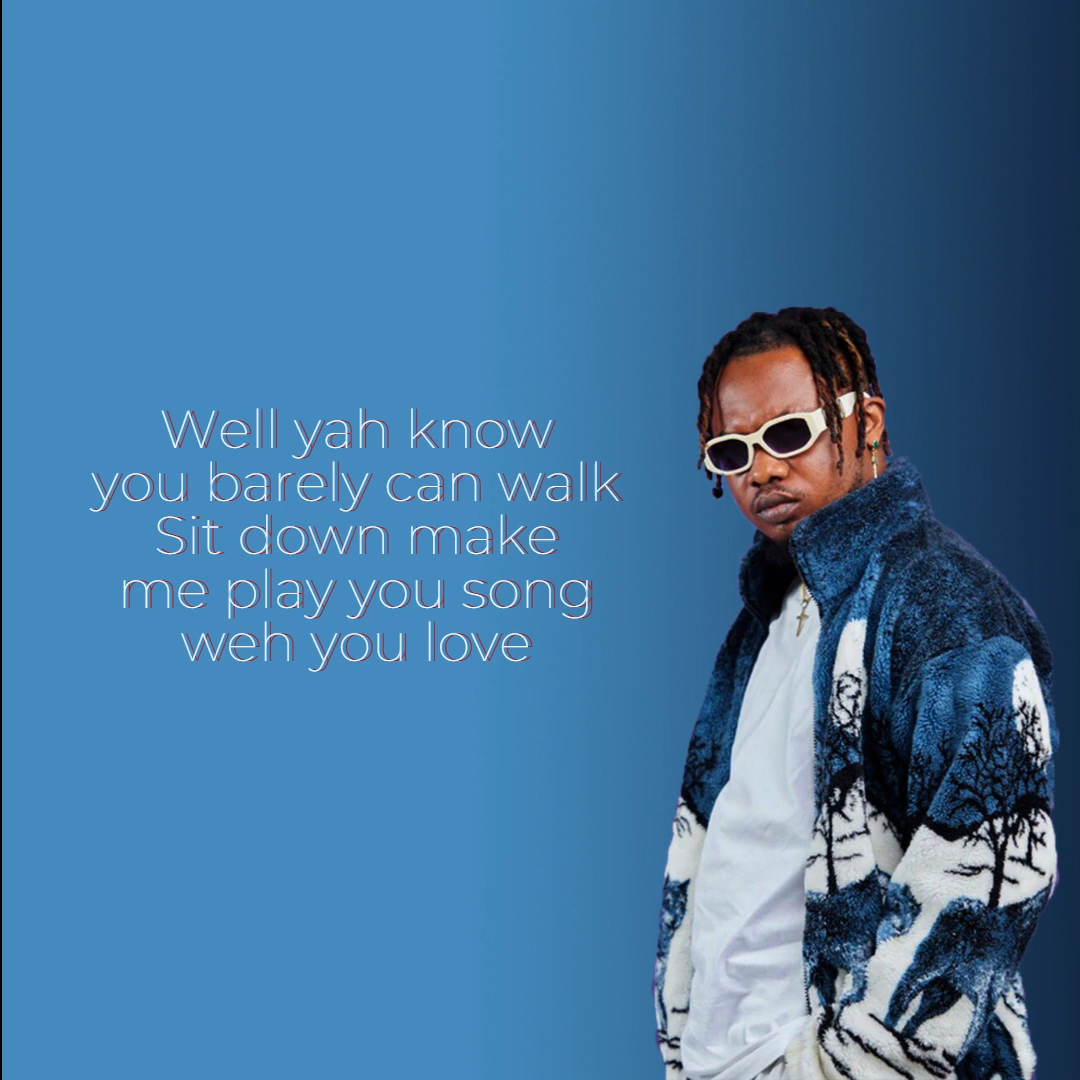 Well yah know
you barely can walk
Sit down make
me play you song
weh you love